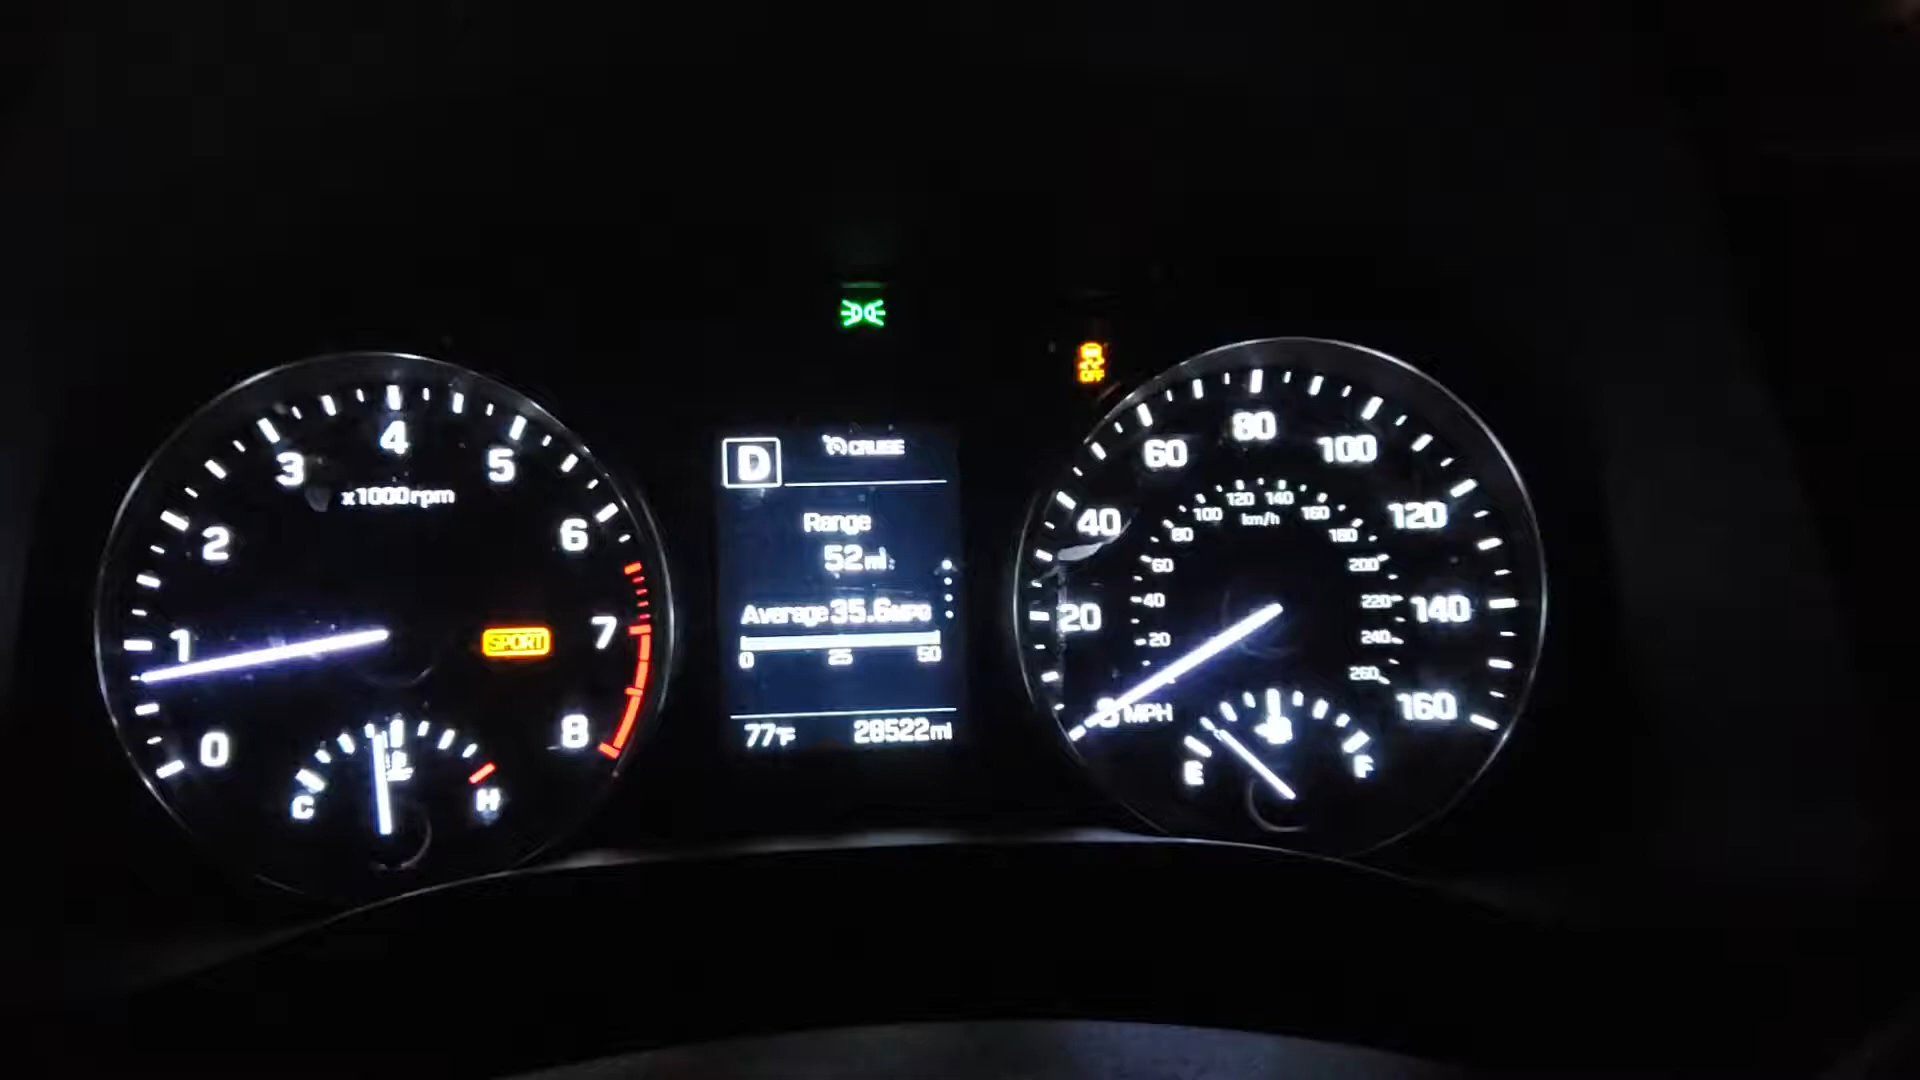 OFF
D CRUISE
Range
52mi
Average 35.6MPG
0 25 50
77°F 28522mi
0 1 2 3 4 5 6 7 8
x1000rpm
SPORT
C H
0 20 40 60 80 100 120 140 160
MPH
20 40 60 80 100 120 140 160 180 200 220 240 260
km/h
E F